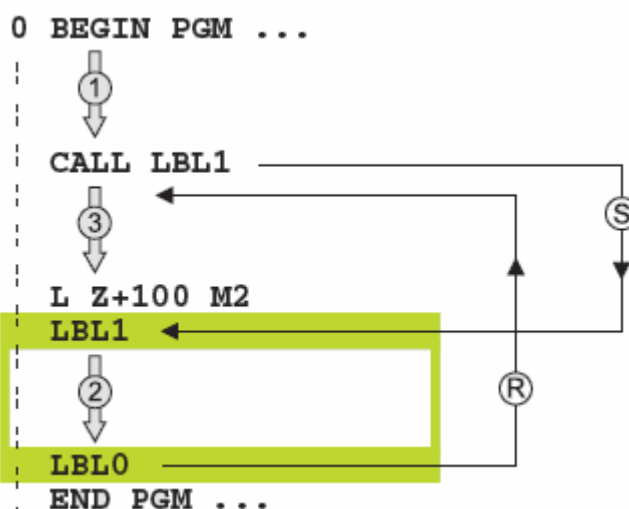 0 BEGIN PGM ...
1
CALL LBL1
S
3
L Z+100 M2
LBL1
2
R
LBL0
END PGM ...